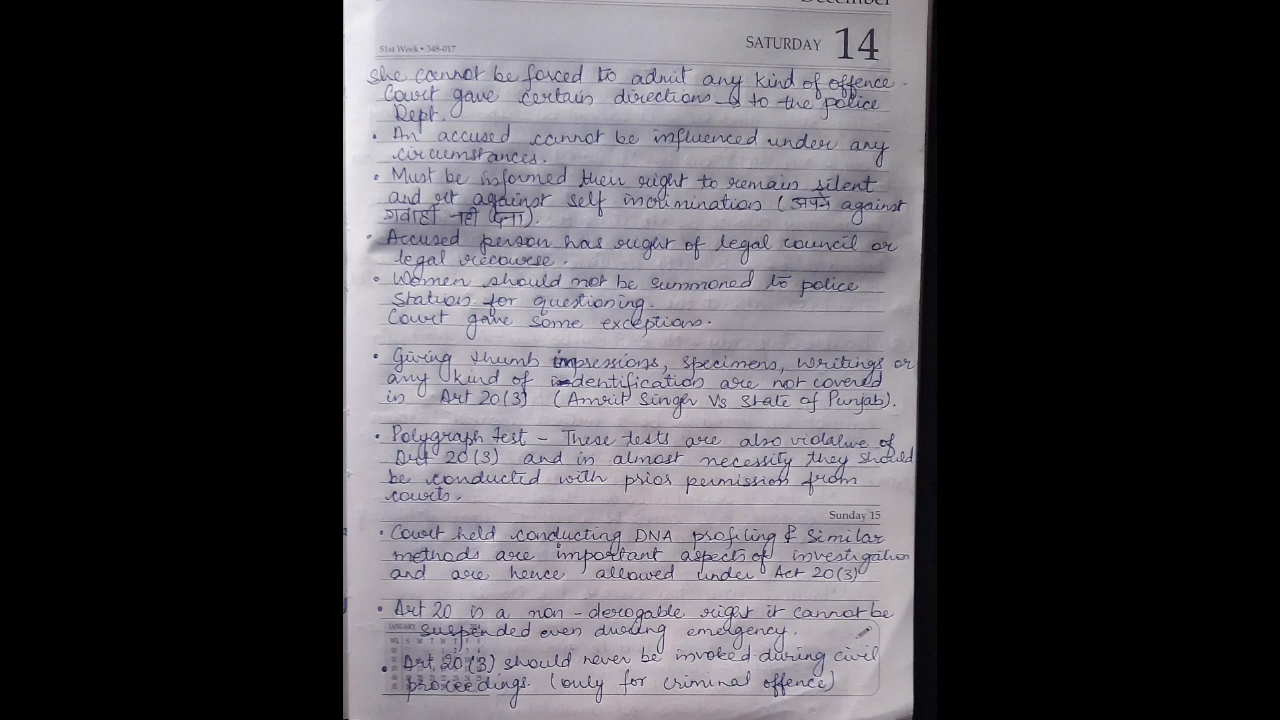 December
51st Week • 348-017
SATURDAY 14
she cannot be forced to admit any kind of offence.
Court gave certain directions to the police
Dept.
• An accused cannot be influenced under any
circumstances.
• Must be informed their right to remain silent
and rt against self incrimination (अपने against
गवाही नही देना).
• Accused person has right of legal council or
legal recourse.
• Women should not be summoned to police
station for questioning.
Court gave some exceptions.
• Giving thumb impressions, specimens, writings or
any kind of identification are not covered
in Art 20(3) (Amrit Singh Vs State of Punjab).
• Polygraph test - These tests are also violative of
Art 20(3) and in almost necessity they should
be conducted with prior permission from
courts.
Sunday 15
• Court held conducting DNA profiling & similar
methods are important aspects of investigation
and are hence allowed under Act 20(3)
• Art 20 is a non-derogable right it cannot be
suspended even during emergency.
• Art 20(3) should never be invoked during civil
proceedings. (only for criminal offence)